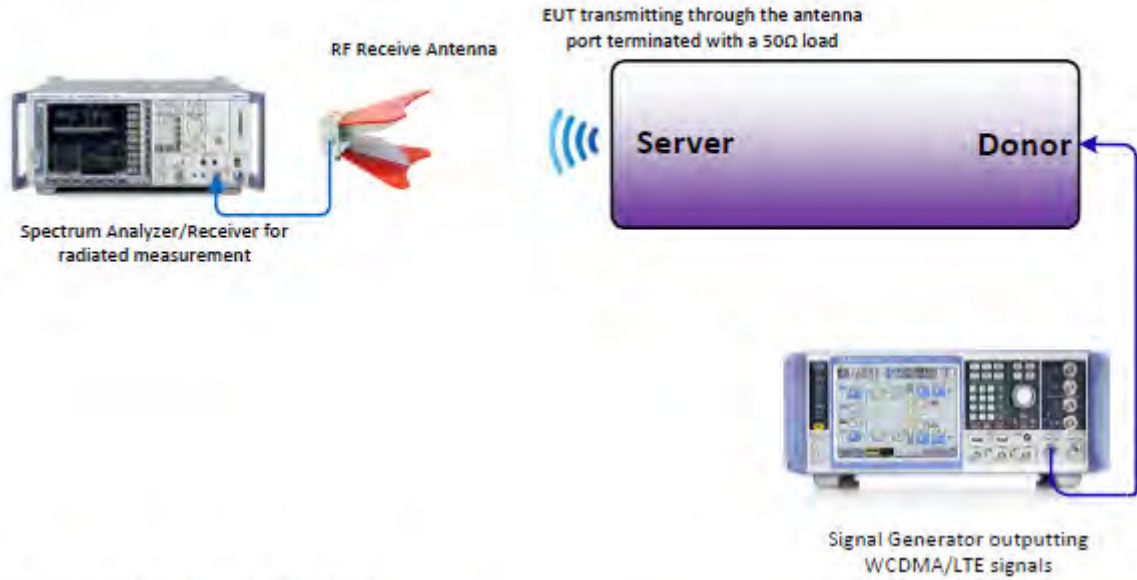 EUT transmitting through the antenna
port terminated with a 50Ω load
RF Receive Antenna
Server
Donor
Spectrum Analyzer/Receiver for
radiated measurement
Signal Generator outputting
WCDMA/LTE signals